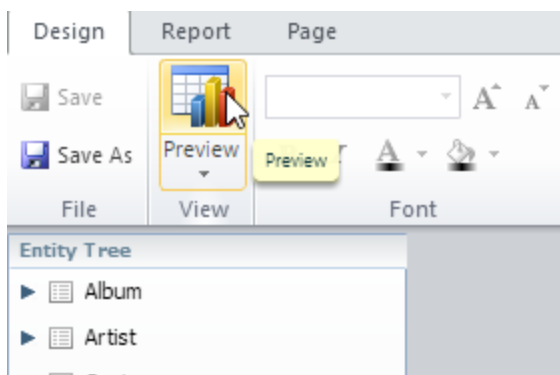 Design Report Page
Save
Save As
Preview
Preview
A A
A
File View Font
Entity Tree
Album
Artist